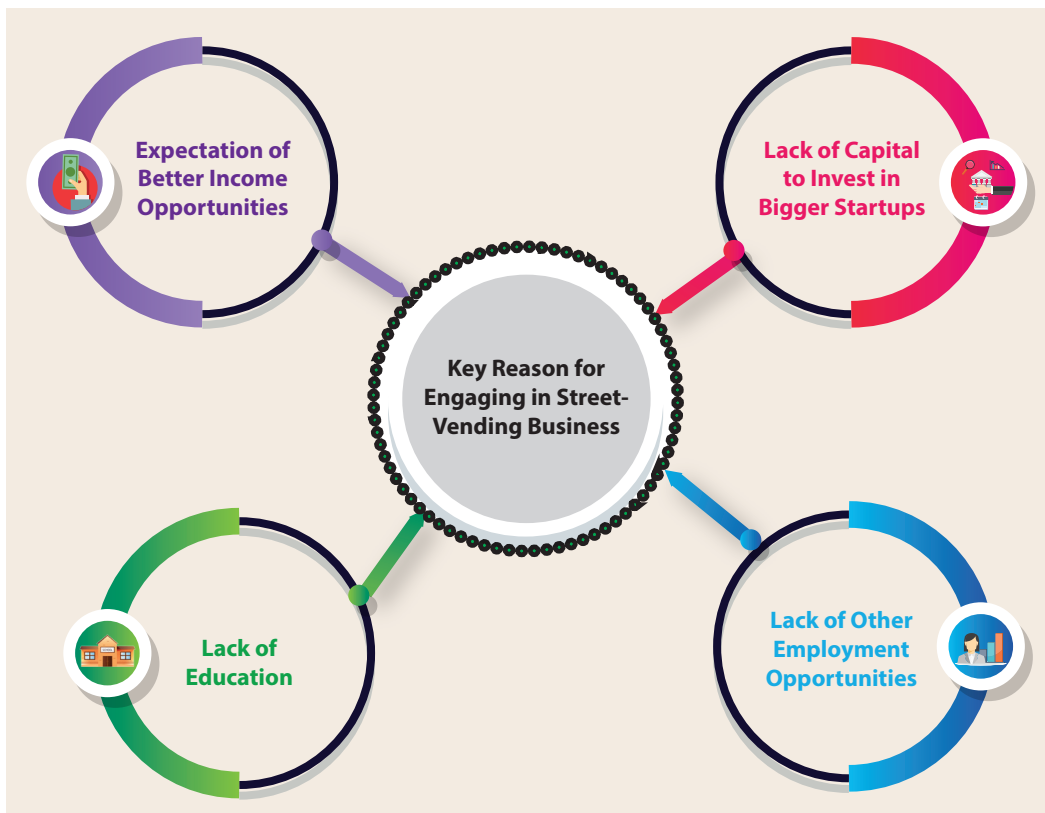 Expectation of
Better Income
Opportunities
Lack of Capital
to Invest in
Bigger Startups
Key Reason for
Engaging in Street-
Vending Business
Lack of
Education
Lack of Other
Employment
Opportunities